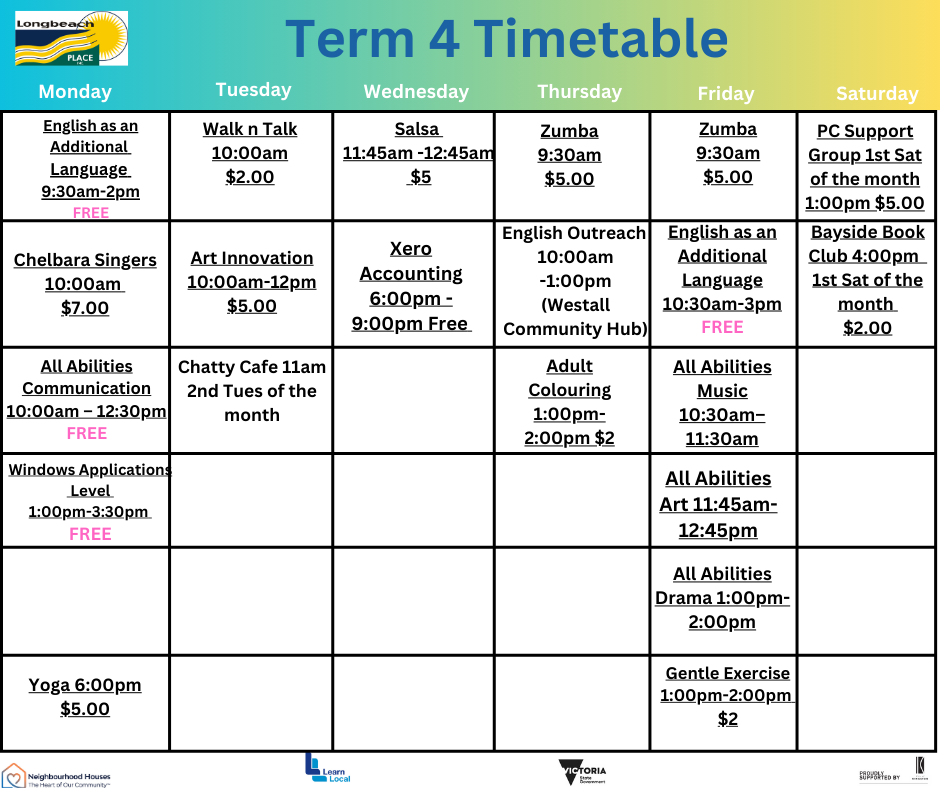 Longbeach
PLACE
INC
Term 4 Timetable
Monday
Tuesday
Wednesday
Thursday
Friday
Saturday
English as an
Additional
Language
9:30am-2pm
FREE
Walk n Talk
10:00am
$2.00
Salsa
11:45am -12:45am
$5
Zumba
9:30am
$5.00
Zumba
9:30am
$5.00
PC Support
Group 1st Sat
of the month
1:00pm $5.00
Chelbara Singers
10:00am
$7.00
Art Innovation
10:00am-12pm
$5.00
Xero
Accounting
6:00pm -
9:00pm Free
English Outreach
10:00am
-1:00pm
(Westall
Community Hub)
English as an
Additional
Language
10:30am-3pm
FREE
Bayside Book
Club 4:00pm
1st Sat of the
month
$2.00
All Abilities
Communication
10:00am – 12:30pm
FREE
Chatty Cafe 11am
2nd Tues of the
month
Adult
Colouring
1:00pm-
2:00pm $2
All Abilities
Music
10:30am–
11:30am
Windows Applications
Level
1:00pm-3:30pm
FREE
All Abilities
Art 11:45am-
12:45pm
All Abilities
Drama 1:00pm-
2:00pm
Yoga 6:00pm
$5.00
Gentle Exercise
1:00pm-2:00pm
$2
Neighbourhood Houses
The Heart of Our Community™
Learn
Local
VICTORIA
State
Government
PROUDLY
SUPPORTED BY